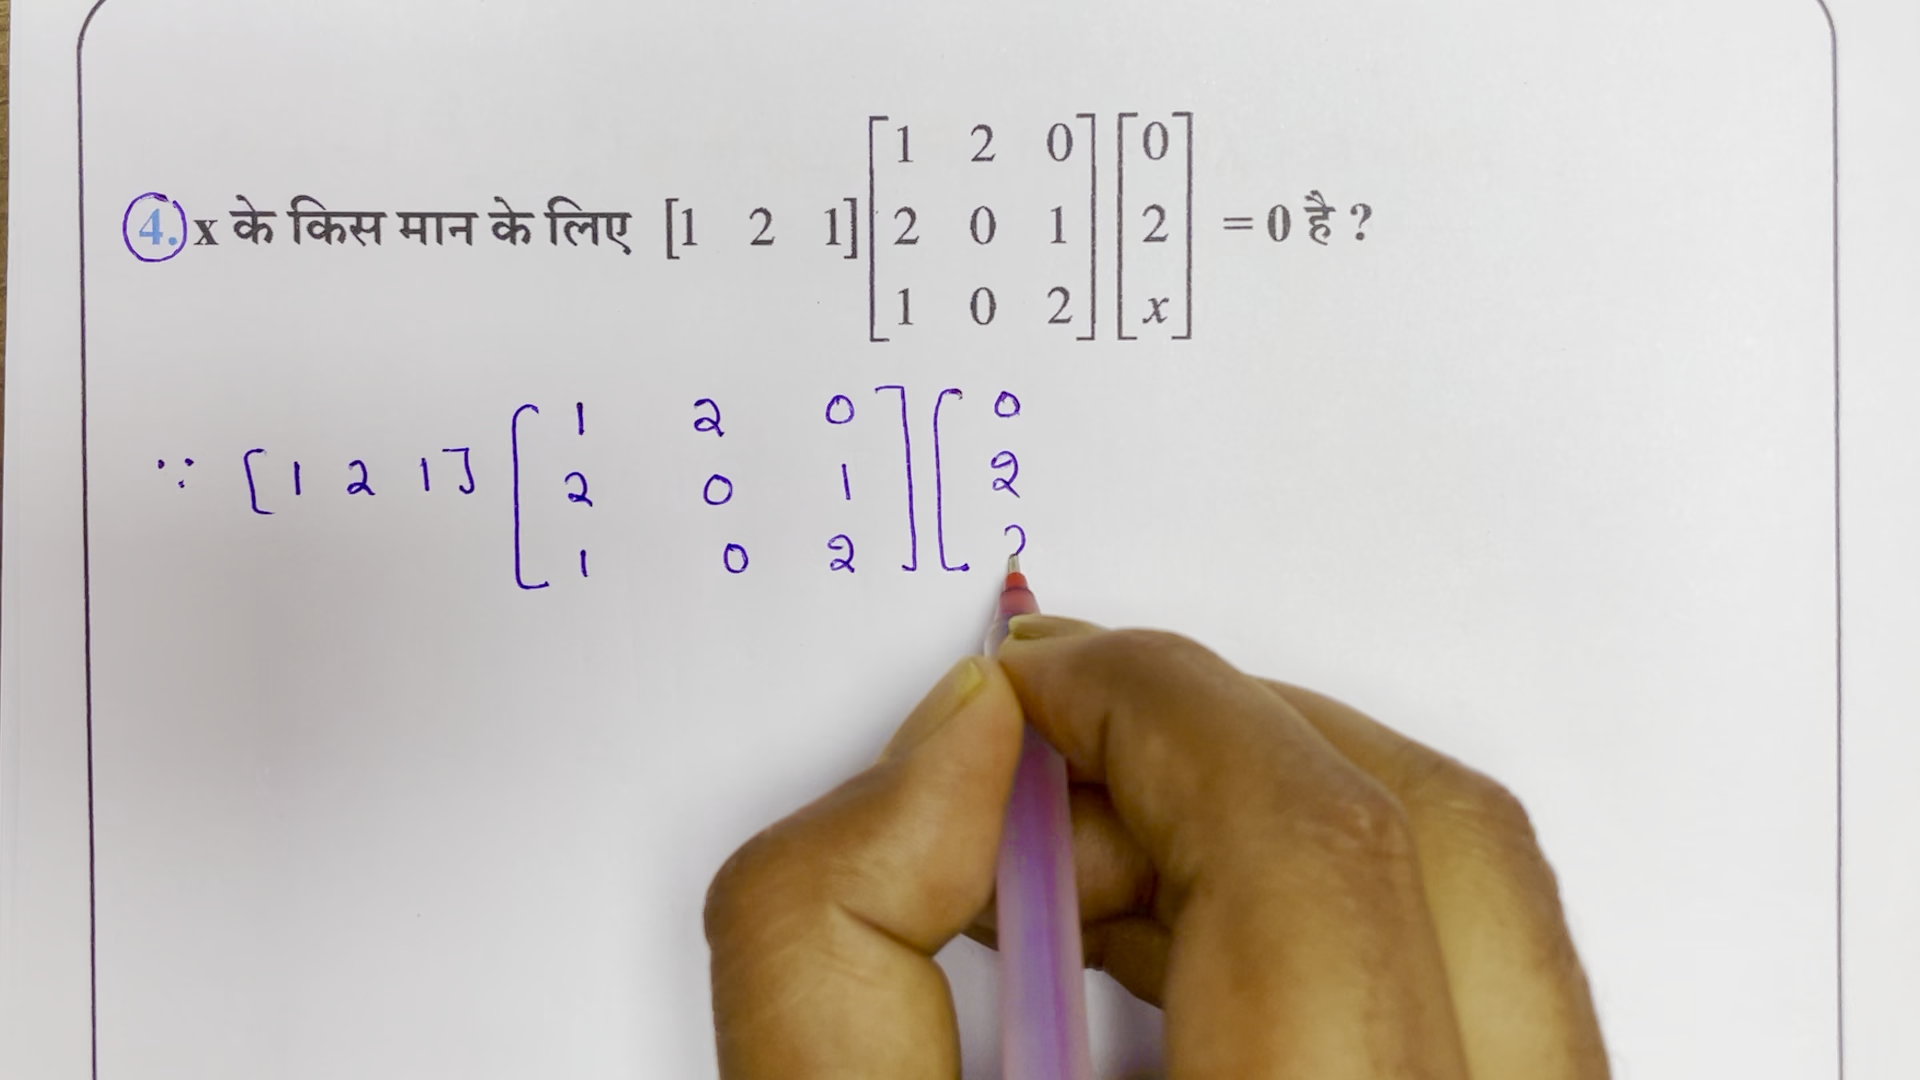 4. x के किस मान के लिए [1 2 1] [1 2 0] [0] = 0 है ?
[2 0 1] [2]
[1 0 2] [x]
∵ [1 2 1] [1 2 0] [0
2 0 1 2
1 0 2]